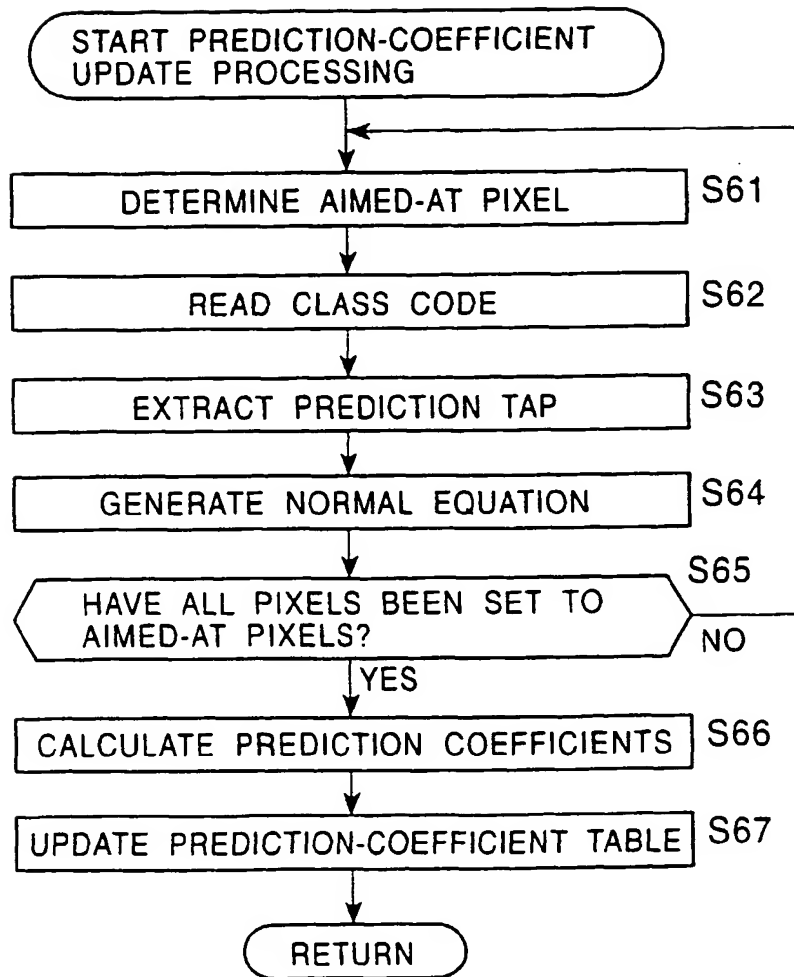 START PREDICTION-COEFFICIENT
UPDATE PROCESSING
DETERMINE AIMED-AT PIXEL
S61
READ CLASS CODE
S62
EXTRACT PREDICTION TAP
S63
GENERATE NORMAL EQUATION
S64
S65
HAVE ALL PIXELS BEEN SET TO
AIMED-AT PIXELS?
NO
YES
CALCULATE PREDICTION COEFFICIENTS
S66
UPDATE PREDICTION-COEFFICIENT TABLE
S67
RETURN